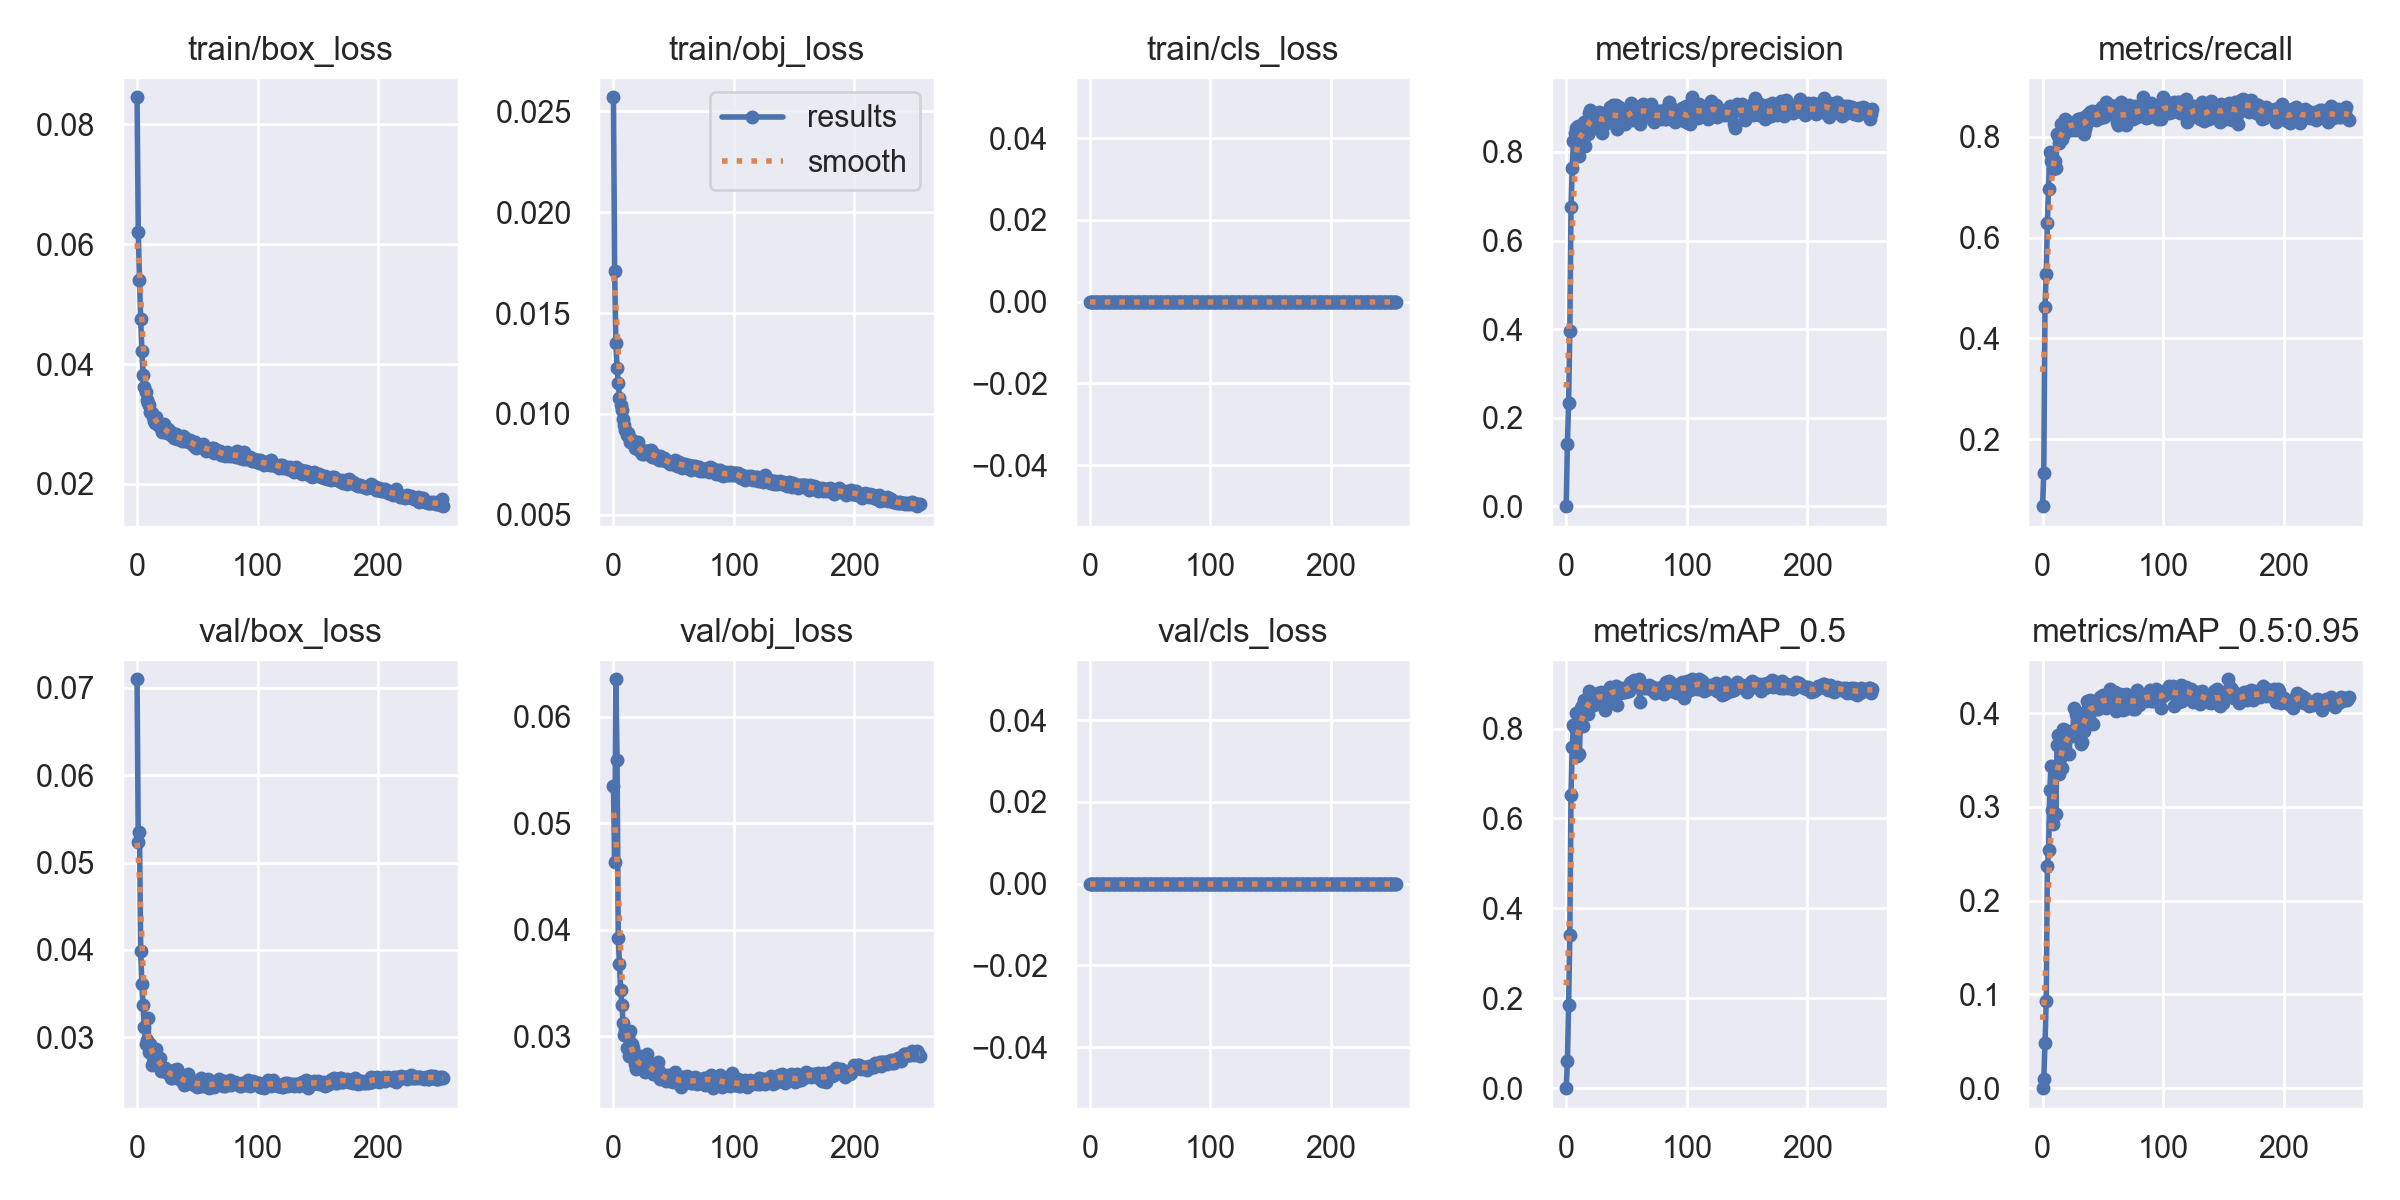 train/box_loss
0.08
0.06
0.04
0.02
0 100 200
train/obj_loss
results
smooth
0.025
0.020
0.015
0.010
0.005
0 100 200
train/cls_loss
0.04
0.02
0.00
−0.02
−0.04
0 100 200
metrics/precision
0.8
0.6
0.4
0.2
0.0
0 100 200
metrics/recall
0.8
0.6
0.4
0.2
0 100 200
val/box_loss
0.07
0.06
0.05
0.04
0.03
0 100 200
val/obj_loss
0.06
0.05
0.04
0.03
0 100 200
val/cls_loss
0.04
0.02
0.00
−0.02
−0.04
0 100 200
metrics/mAP_0.5
0.8
0.6
0.4
0.2
0.0
0 100 200
metrics/mAP_0.5:0.95
0.4
0.3
0.2
0.1
0.0
0 100 200